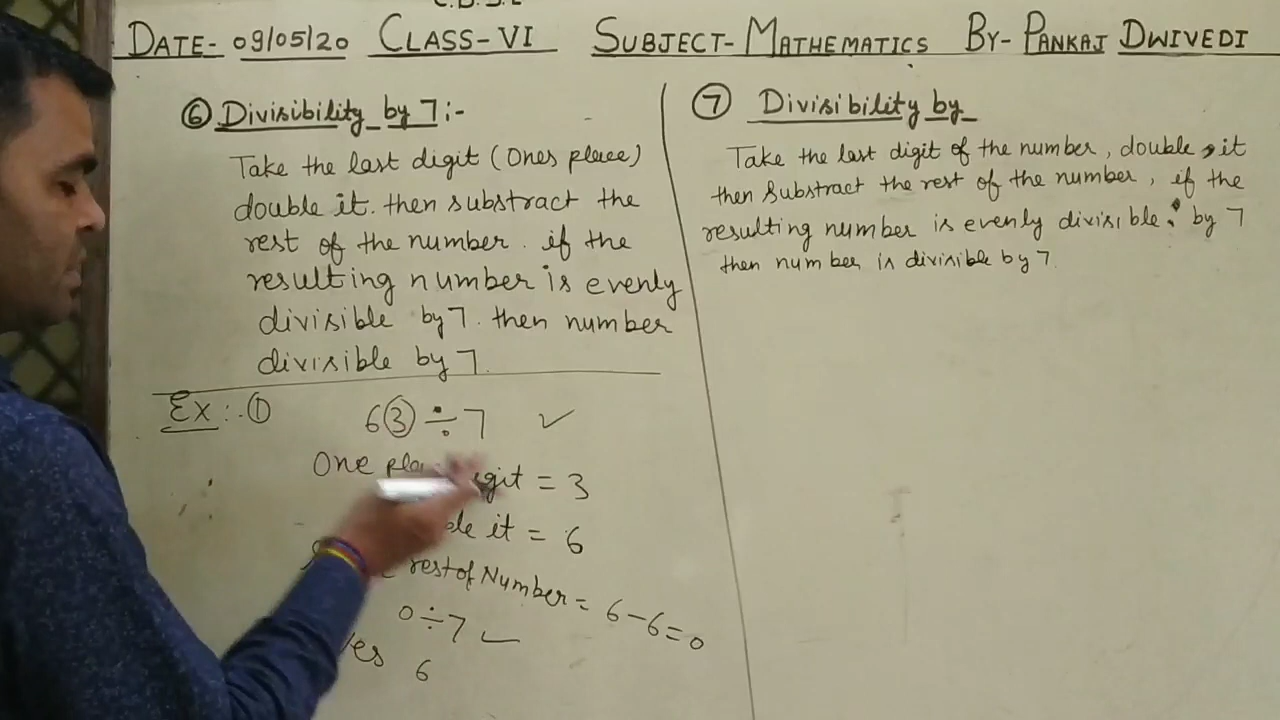 DATE- 09/05/20 CLASS-VI SUBJECT- MATHEMATICS BY- PANKAJ DWIVEDI
⑥ Divisibility by 7:-
Take the last digit (Ones place)
double it. then substract the
rest of the number. if the
resulting number is evenly
divisible by 7. then number
divisible by 7.
Ex:-①
63÷7 ✓
One digit = 3
it = 6
rest of Number = 6-6=0
0÷7 ✓
6
⑦ Divisibility by
Take the last digit of the number, double it
then substract the rest of the number, if the
resulting number is evenly divisible. by 7
then number is divisible by 7.